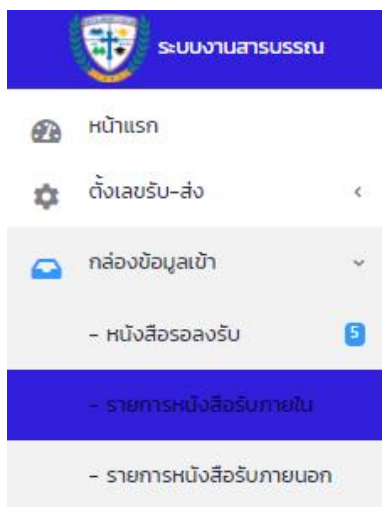 ระบบงานสารบรรณ
หน้าแรก
ตั้งเลขรับ-ส่ง
กล่องข้อมูลเข้า
- หนังสือรอลงรับ 5
- รายการหนังสือรับภายใน
- รายการหนังสือรับภายนอก